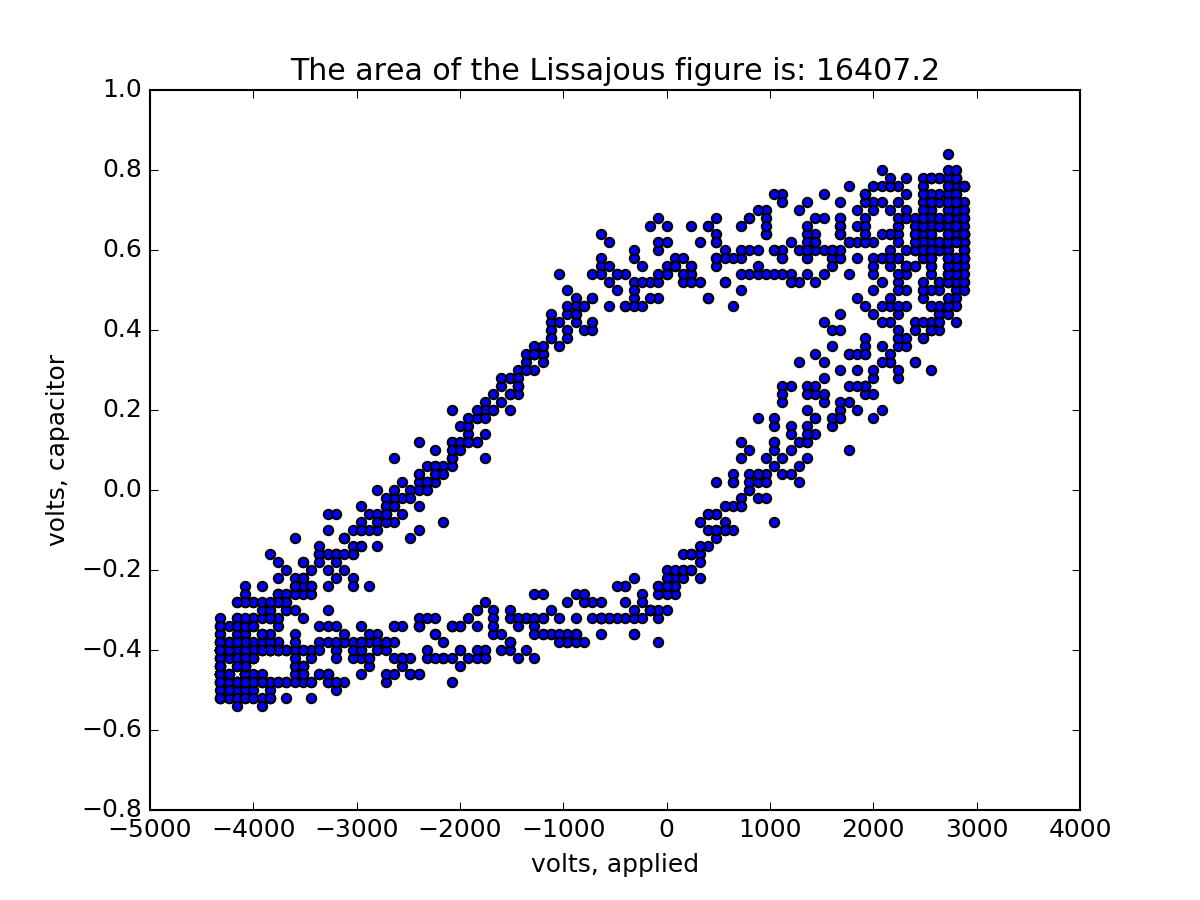 The area of the Lissajous figure is: 16407.2
1.0
0.8
0.6
0.4
0.2
0.0
−0.2
−0.4
−0.6
−0.8
volts, capacitor
−5000 −4000 −3000 −2000 −1000 0 1000 2000 3000 4000
volts, applied